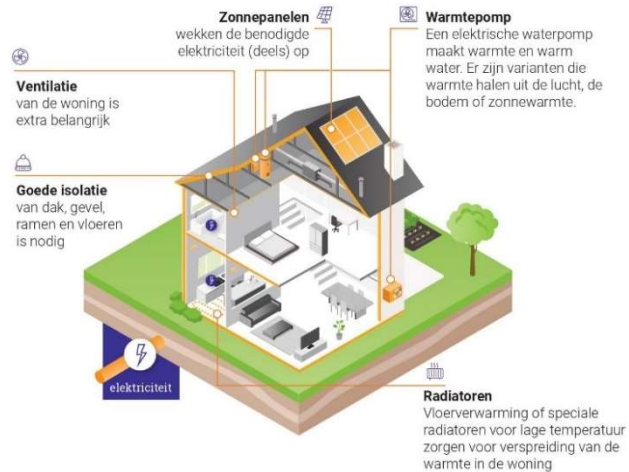 Zonnepanelen
wekken de benodigde
elektriciteit (deels) op
Warmtepomp
Een elektrische waterpomp
maakt warmte en warm
water. Er zijn varianten die
warmte halen uit de lucht, de
bodem of zonnewarmte.
Ventilatie
van de woning is
extra belangrijk
Goede isolatie
van dak, gevel,
ramen en vloeren
is nodig
elektriciteit
Radiatoren
Vloerverwarming of speciale
radiatoren voor lage temperatuur
zorgen voor verspreiding van de
warmte in de woning